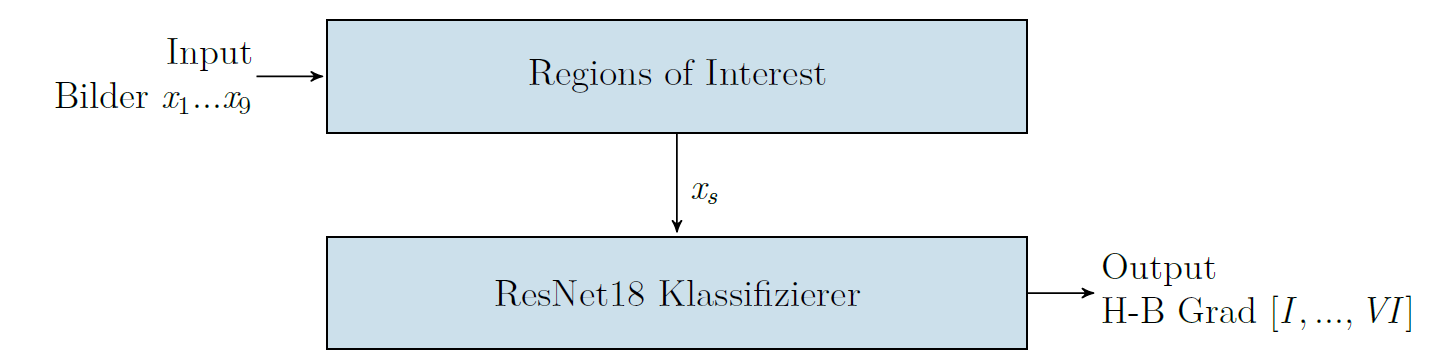 Input
Bilder x₁...x₉
Regions of Interest
xₛ
ResNet18 Klassifizierer
Output
H-B Grad [I, ..., VI]